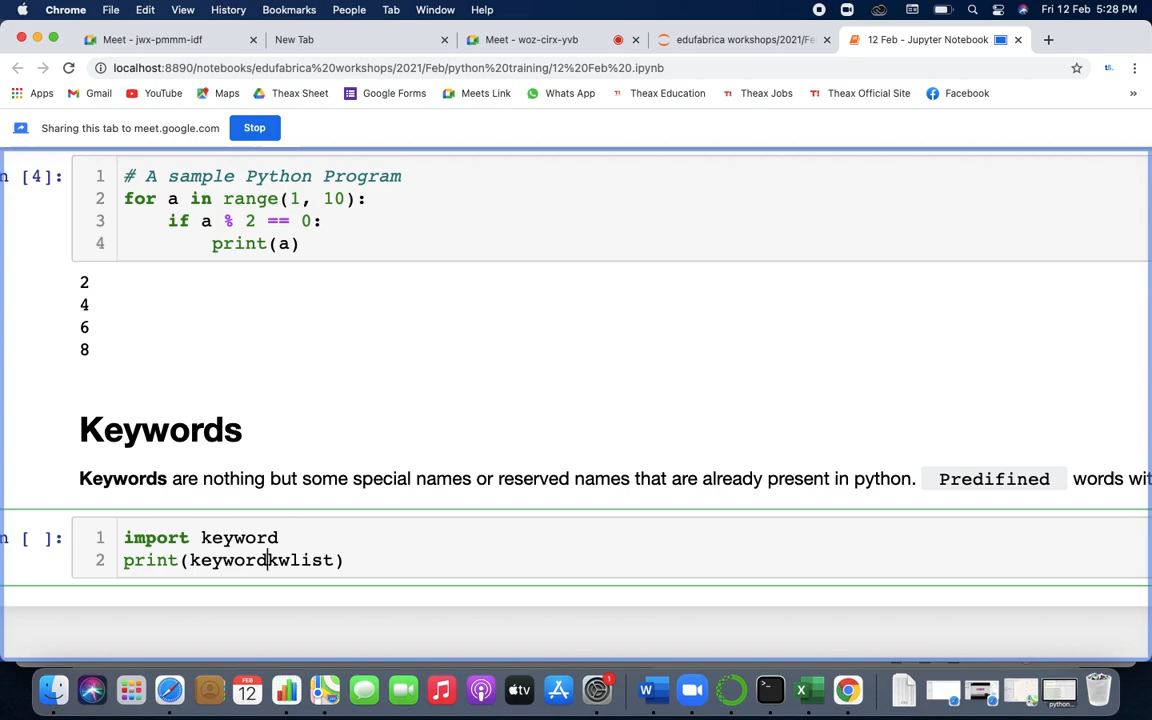 Chrome File Edit View History Bookmarks People Tab Window Help Fri 12 Feb 5:28 PM
Meet - jwx-pmmm-idf New Tab Meet - woz-cirx-yvb edufabrica workshops/2021/Fe 12 Feb - Jupyter Notebook
localhost:8890/notebooks/edufabrica%20workshops/2021/Feb/python%20training/12%20Feb%20.ipynb
Apps Gmail YouTube Maps Theax Sheet Google Forms Meets Link Whats App Theax Education Theax Jobs Theax Official Site Facebook »
Sharing this tab to meet.google.com Stop
n [4]: 1 # A sample Python Program
2 for a in range(1, 10):
3 if a % 2 == 0:
4 print(a)
2
4
6
8
Keywords
Keywords are nothing but some special names or reserved names that are already present in python. Predifined words wit
n [ ]: 1 import keyword
2 print(keywordkwlist)
FEB
12
tv
1
W
X
python...